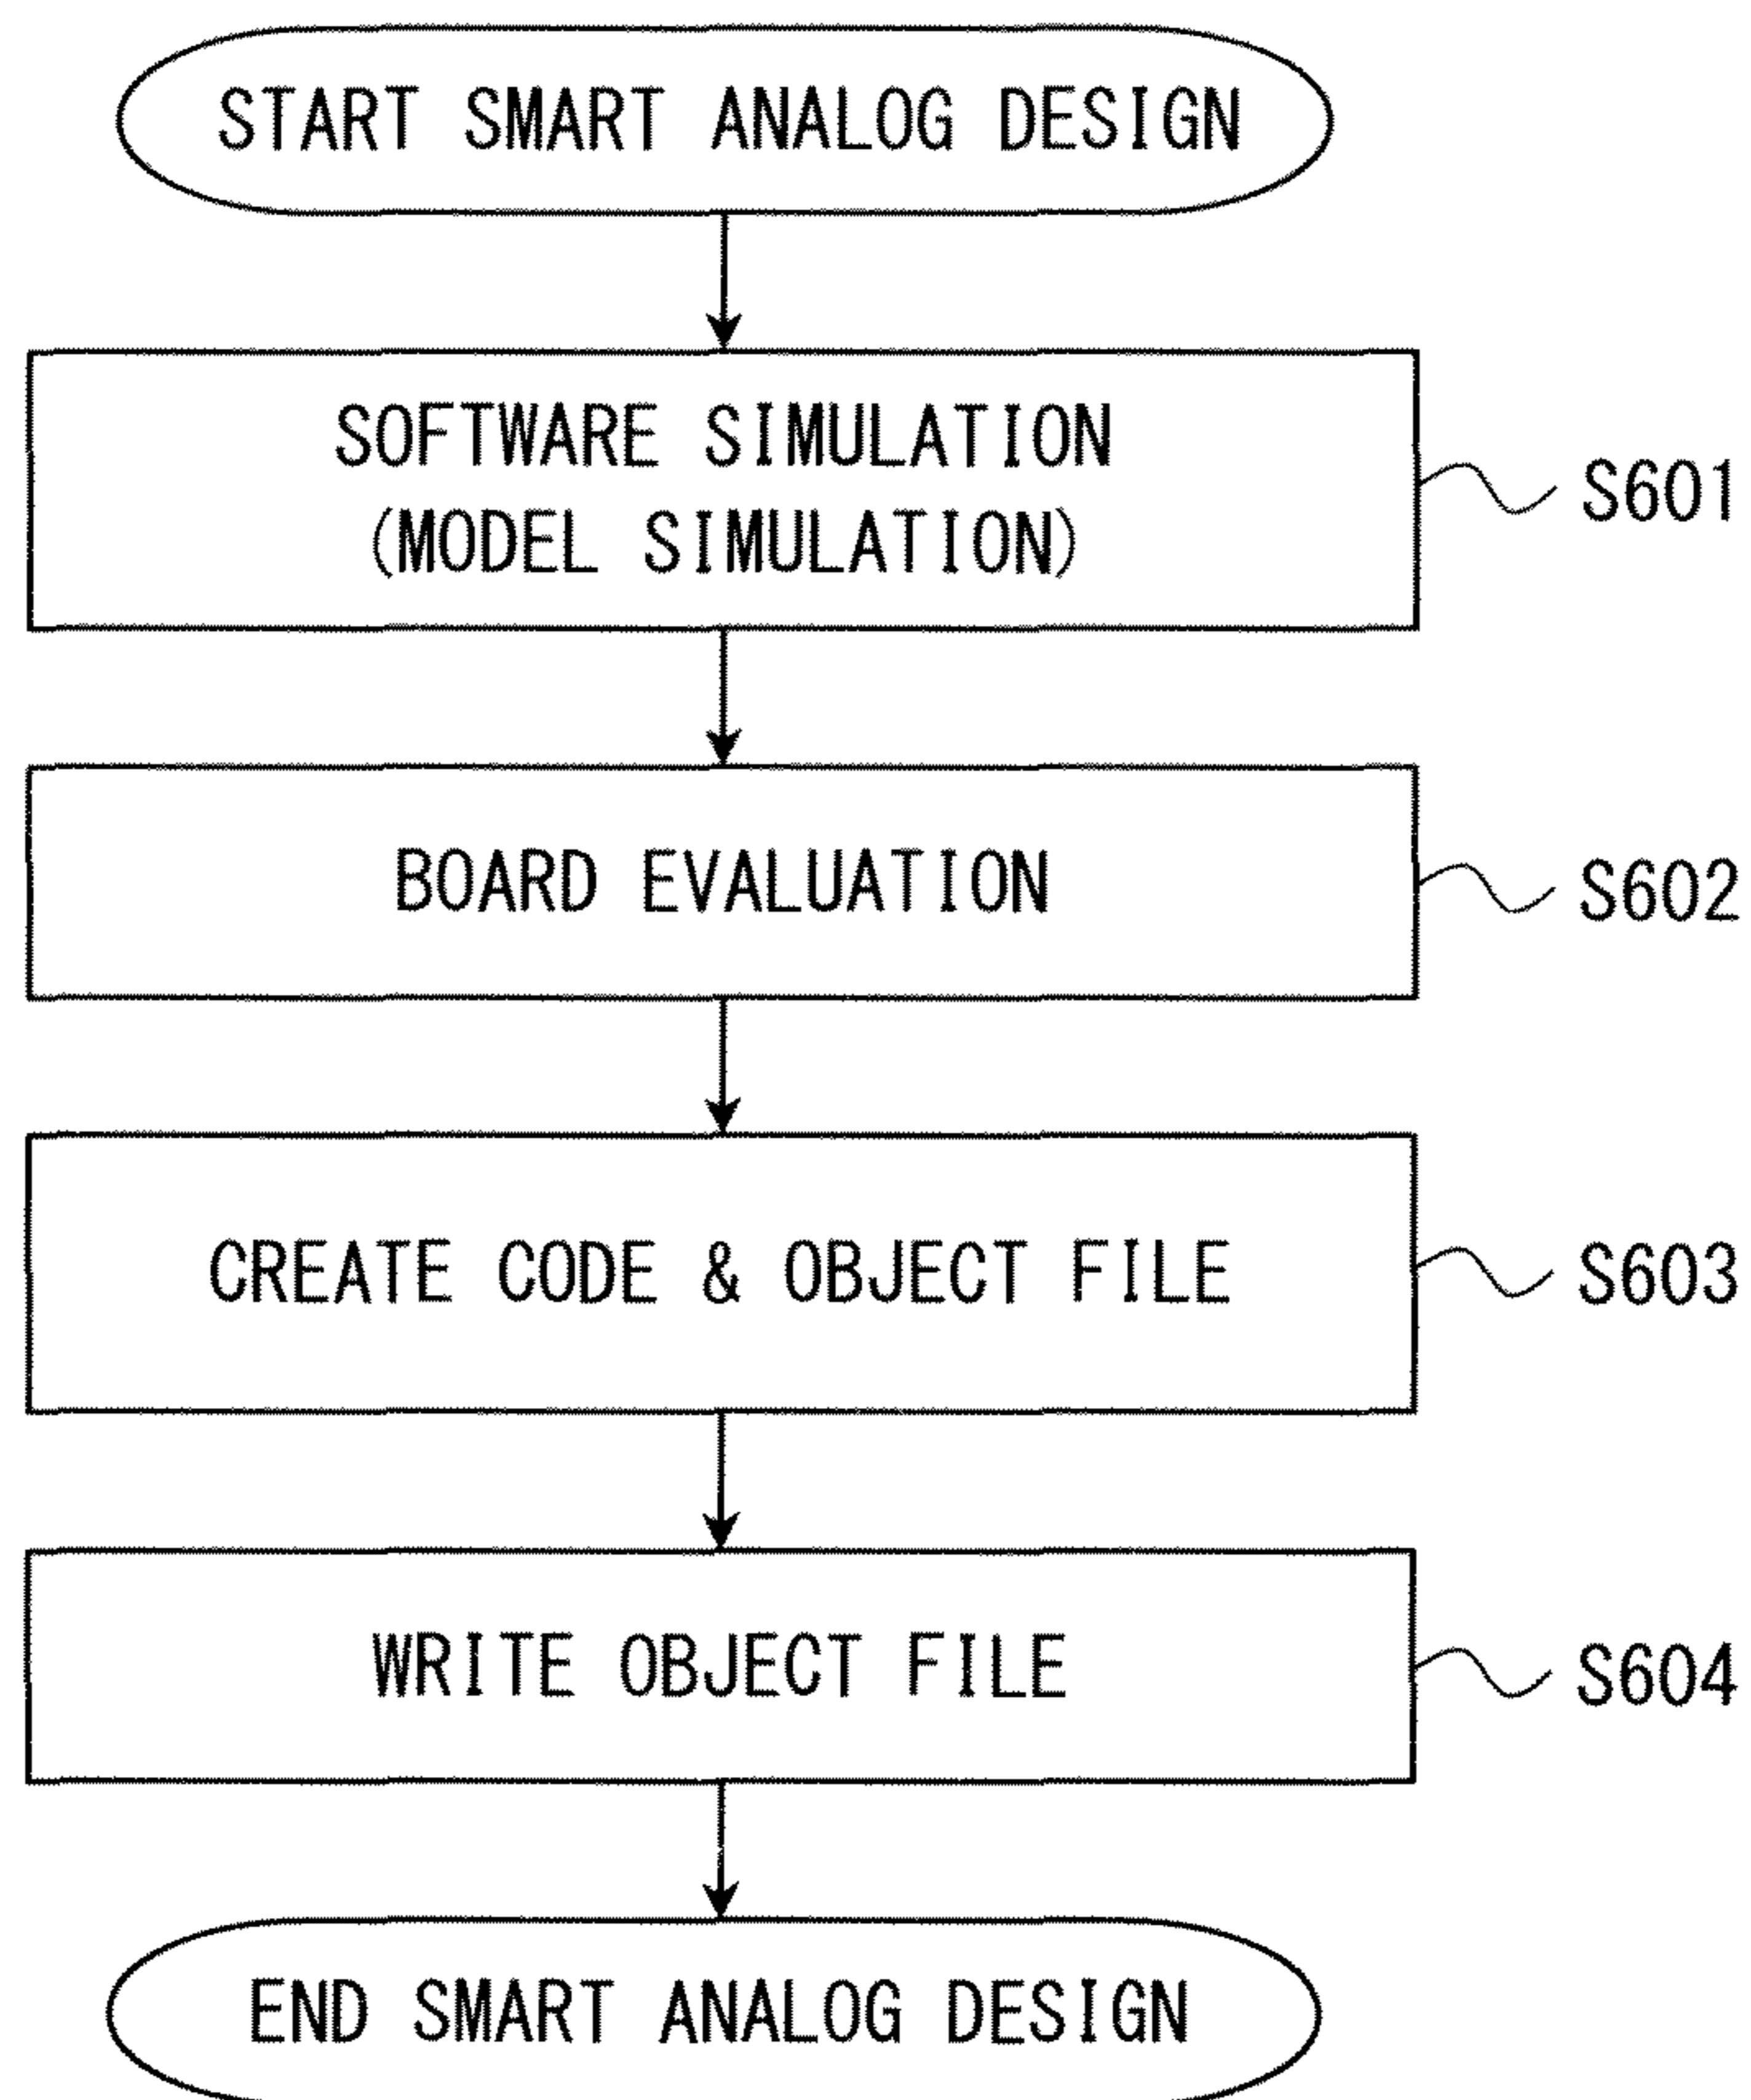 START SMART ANALOG DESIGN
SOFTWARE SIMULATION
(MODEL SIMULATION)
S601
BOARD EVALUATION
S602
CREATE CODE & OBJECT FILE
S603
WRITE OBJECT FILE
S604
END SMART ANALOG DESIGN